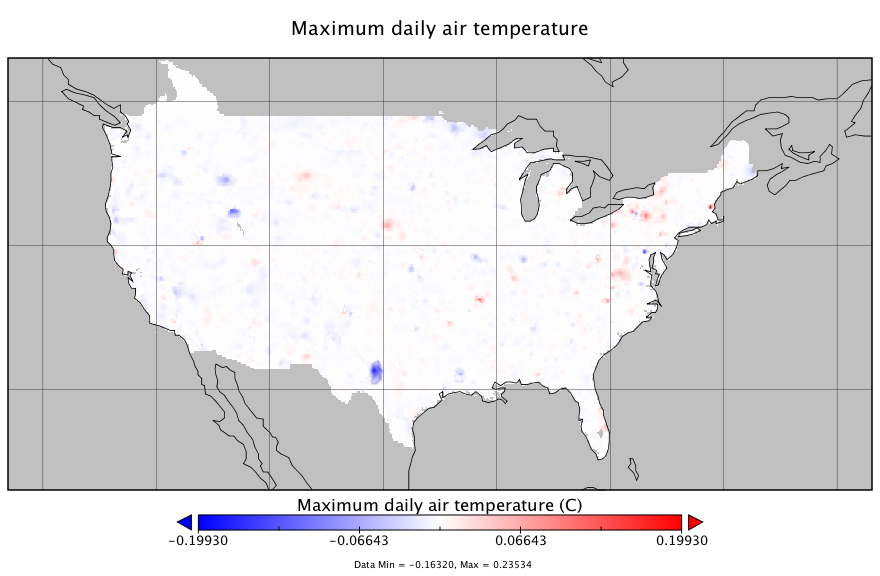 Maximum daily air temperature
Maximum daily air temperature (C)
-0.19930 -0.06643 0.06643 0.19930
Data Min = -0.16320, Max = 0.23534